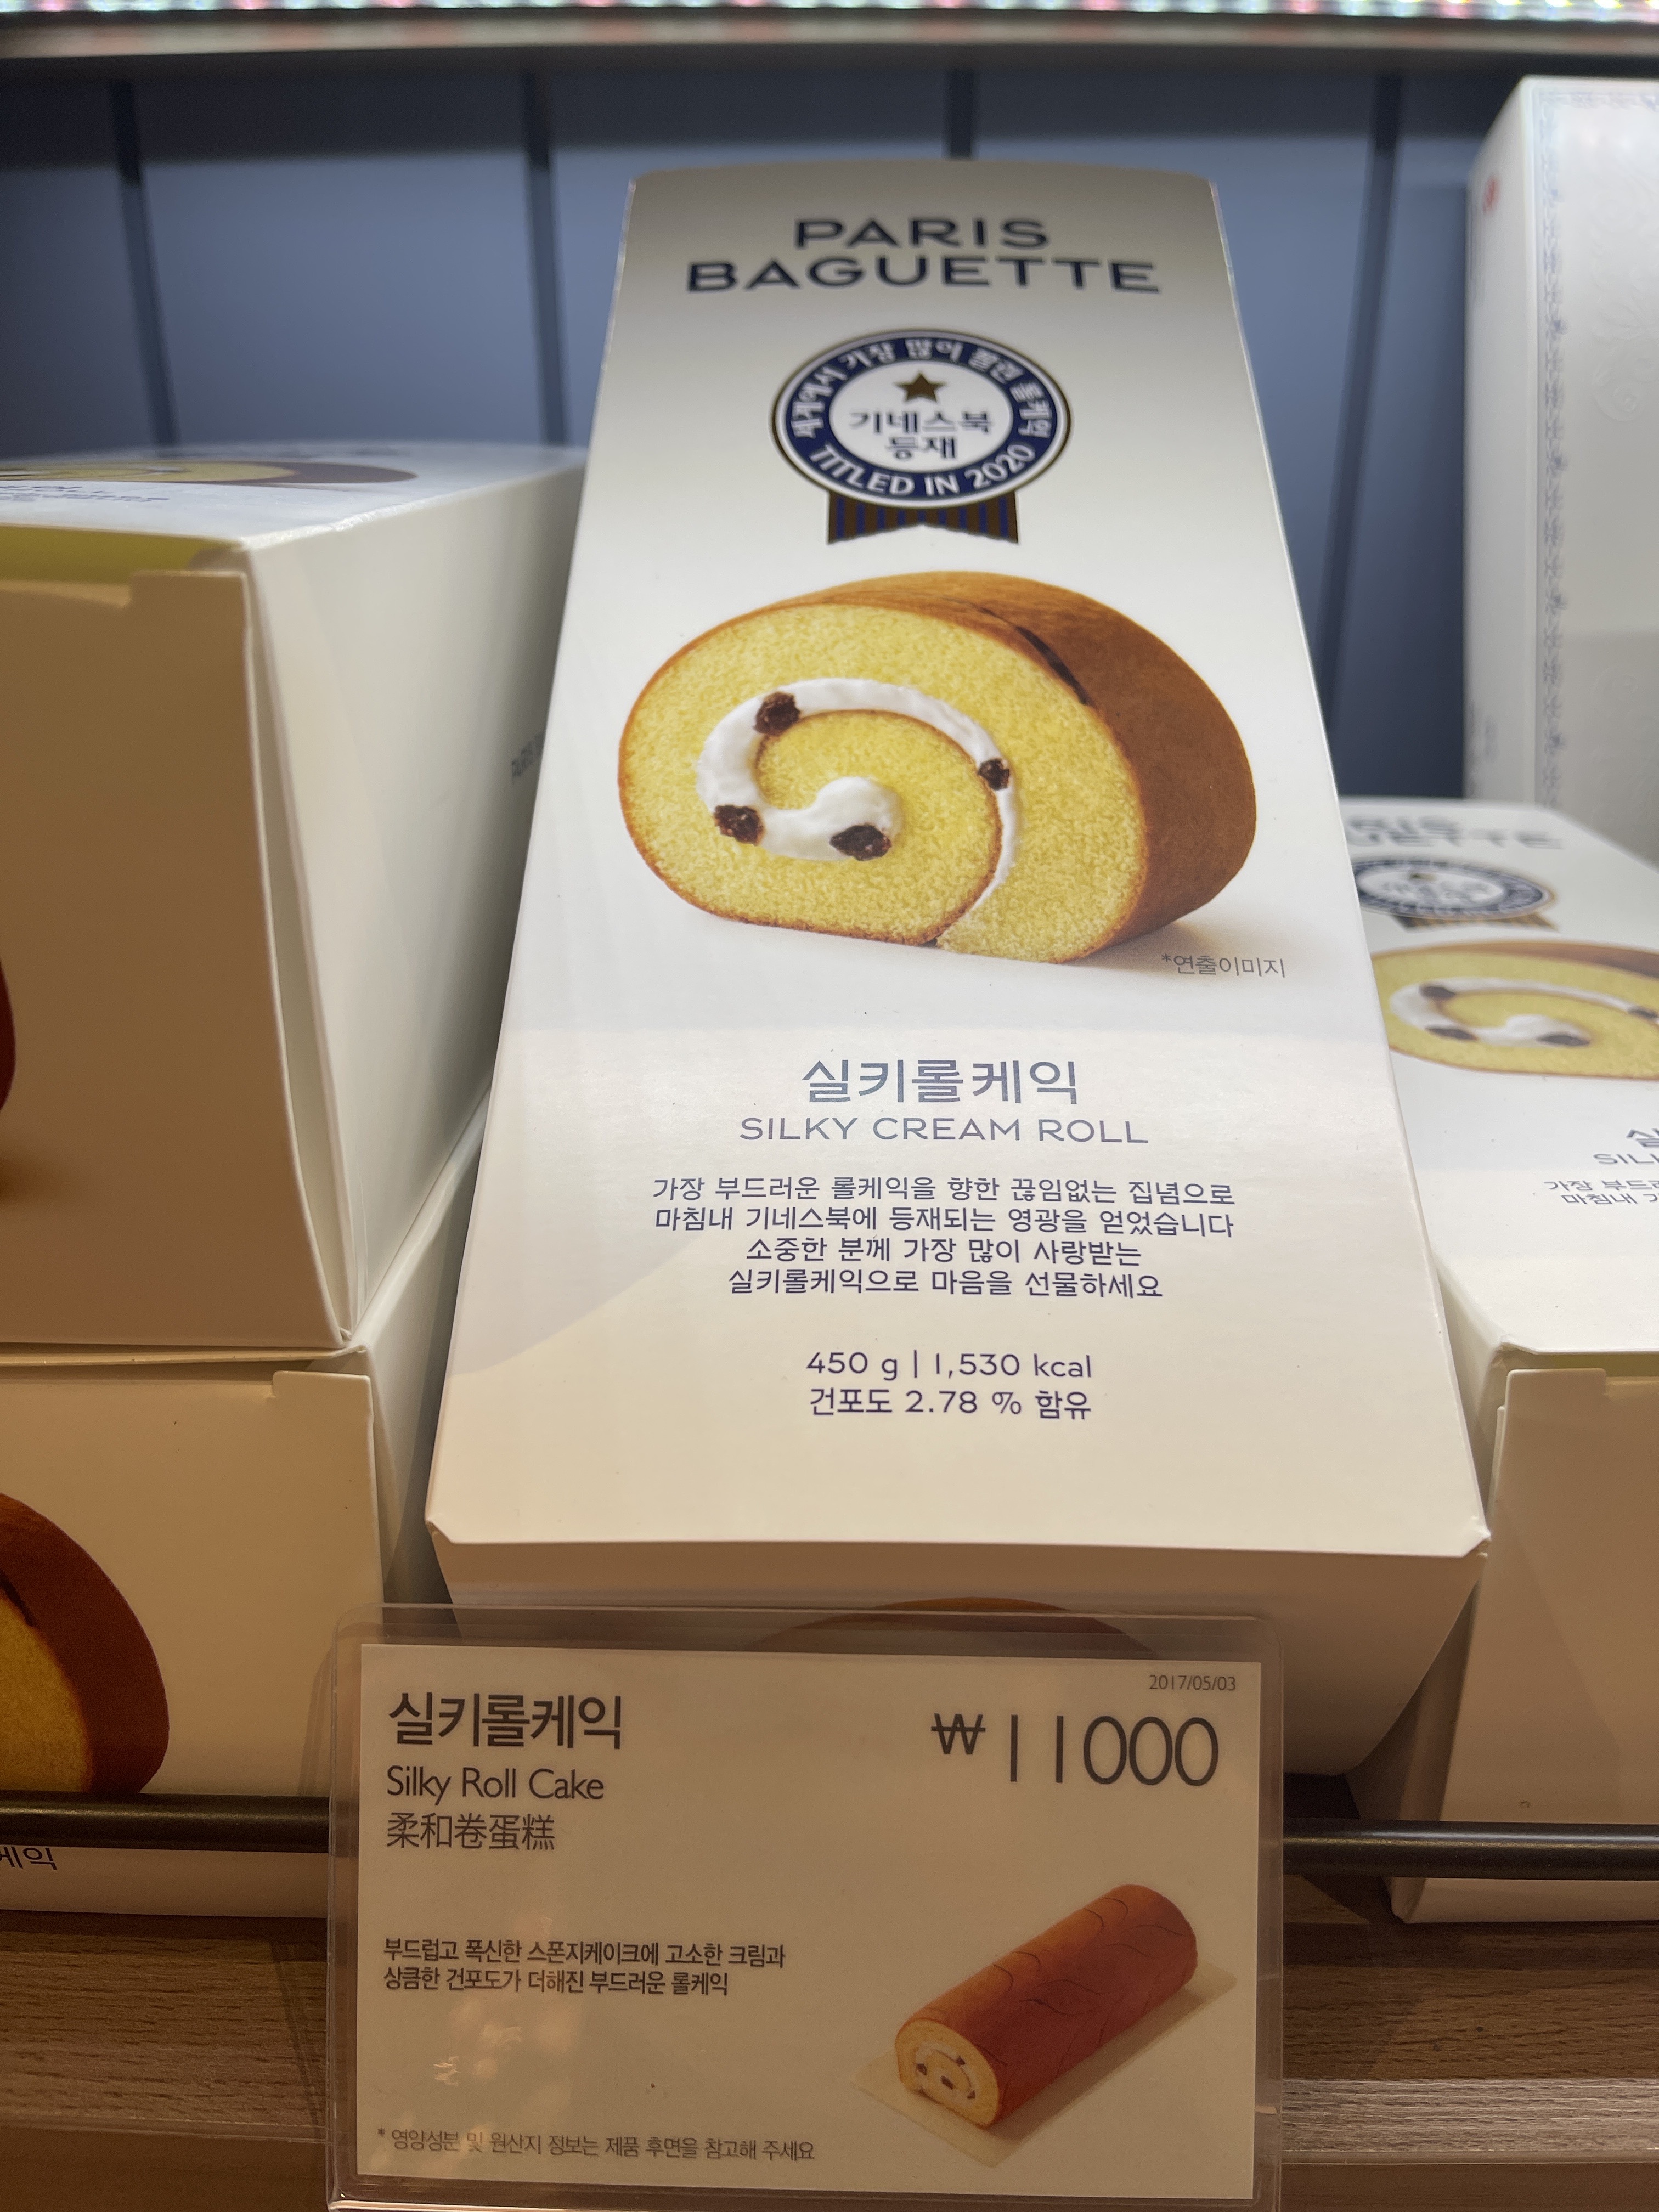 PARIS
BAGUETTE
세계에서 가장 많이 팔린 롤케익
기네스북
등재
TITLED IN 2020
*연출이미지
실키롤케익
SILKY CREAM ROLL
가장 부드러운 롤케익을 향한 끊임없는 집념으로
마침내 기네스북에 등재되는 영광을 얻었습니다
소중한 분께 가장 많이 사랑받는
실키롤케익으로 마음을 선물하세요
450 g | 1,530 kcal
건포도 2.78 % 함유
SIL
가장 부드
마침내
케익
2017/05/03
실키롤케익
₩11000
Silky Roll Cake
柔和卷蛋糕
부드럽고 폭신한 스폰지케이크에 고소한 크림과
상큼한 건포도가 더해진 부드러운 롤케익
* 영양성분 및 원산지 정보는 제품 후면을 참고해 주세요